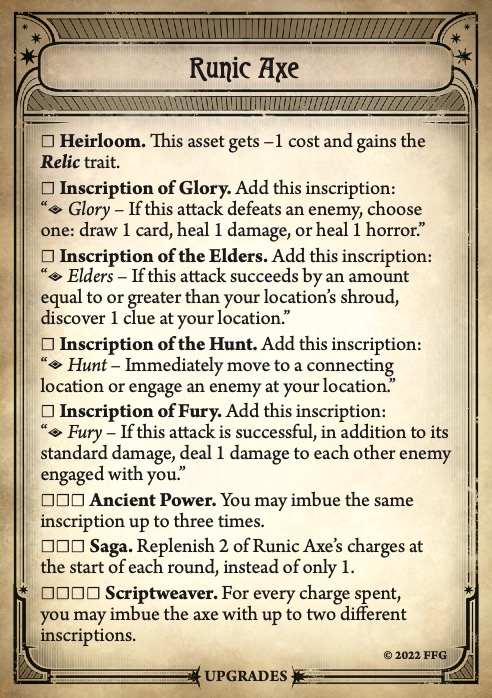 Runic Axe
☐ Heirloom. This asset gets –1 cost and gains the
Relic trait.
☐ Inscription of Glory. Add this inscription:
“◈ Glory – If this attack defeats an enemy, choose
one: draw 1 card, heal 1 damage, or heal 1 horror.”
☐ Inscription of the Elders. Add this inscription:
“◈ Elders – If this attack succeeds by an amount
equal to or greater than your location’s shroud,
discover 1 clue at your location.”
☐ Inscription of the Hunt. Add this inscription:
“◈ Hunt – Immediately move to a connecting
location or engage an enemy at your location.”
☐ Inscription of Fury. Add this inscription:
“◈ Fury – If this attack is successful, in addition to its
standard damage, deal 1 damage to each other enemy
engaged with you.”
☐☐☐ Ancient Power. You may imbue the same
inscription up to three times.
☐☐☐ Saga. Replenish 2 of Runic Axe’s charges at
the start of each round, instead of only 1.
☐☐☐☐ Scriptweaver. For every charge spent,
you may imbue the axe with up to two different
inscriptions.
© 2022 FFG
UPGRADES